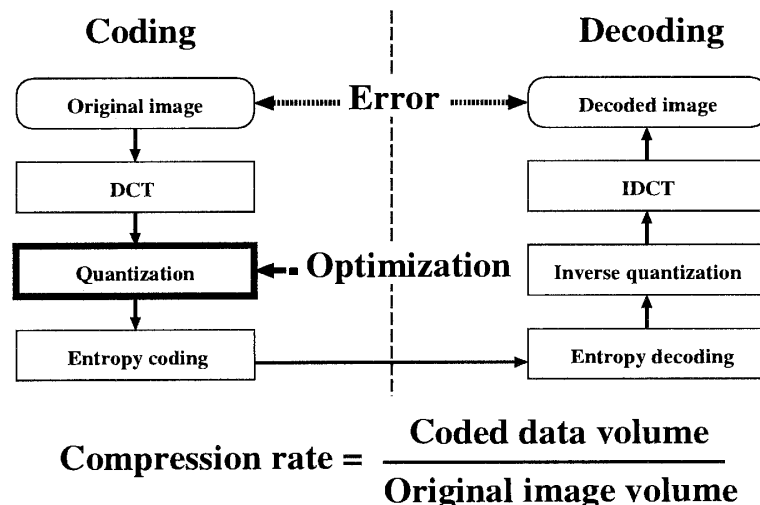 Coding
Decoding
Original image
Error
Decoded image
DCT
IDCT
Quantization
Optimization
Inverse quantization
Entropy coding
Entropy decoding
Compression rate = Coded data volume
Original image volume